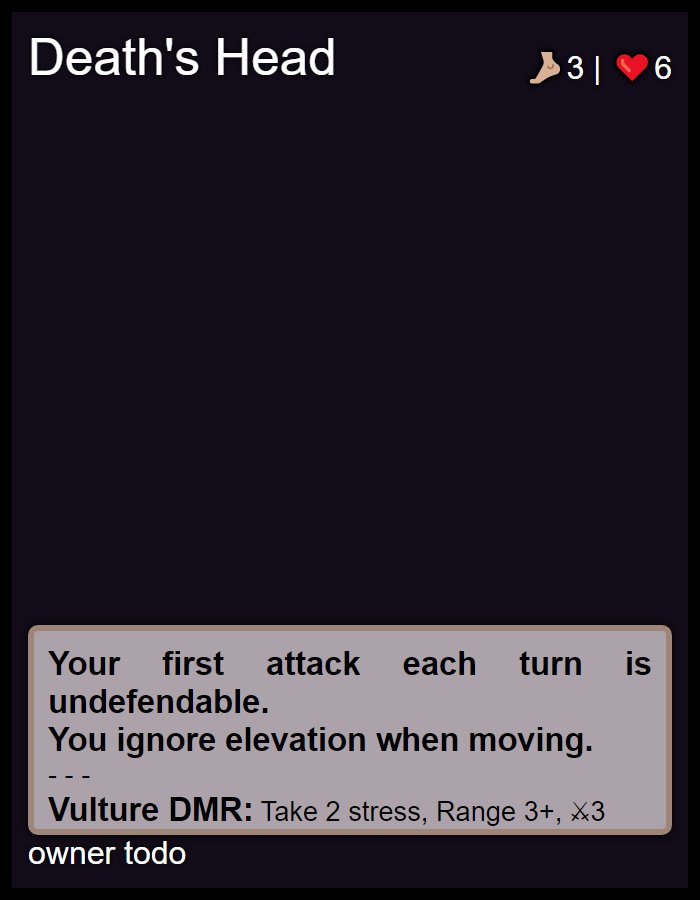 Death's Head
🦶🏼3 | ❤️6
Your first attack each turn is
undefendable.
You ignore elevation when moving.
- - -
Vulture DMR: Take 2 stress, Range 3+, ⚔3
owner todo